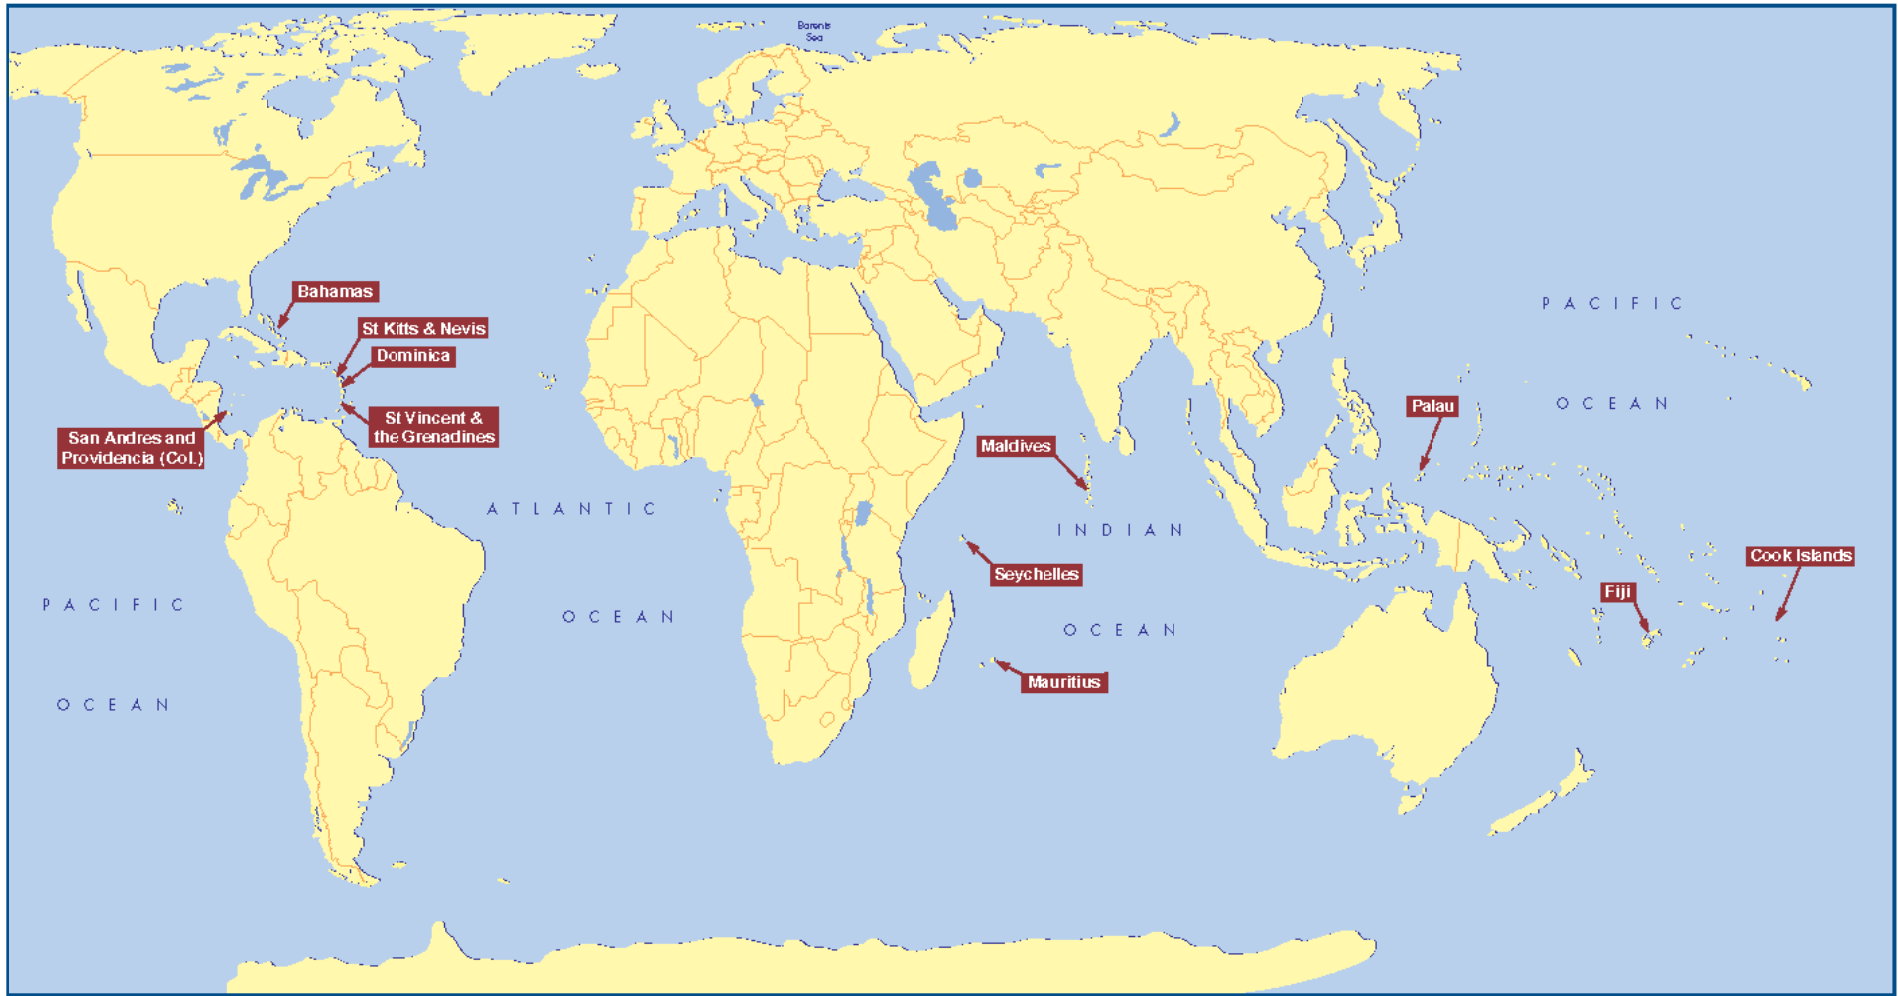 Barents
Sea
Bahamas
PACIFIC
St Kitts & Nevis
Dominica
OCEAN
Palau
St Vincent &
the Grenadines
San Andres and
Providencia (Col.)
Maldives
ATLANTIC
INDIAN
Cook Islands
Seychelles
Fiji
PACIFIC
OCEAN
OCEAN
Mauritius
OCEAN